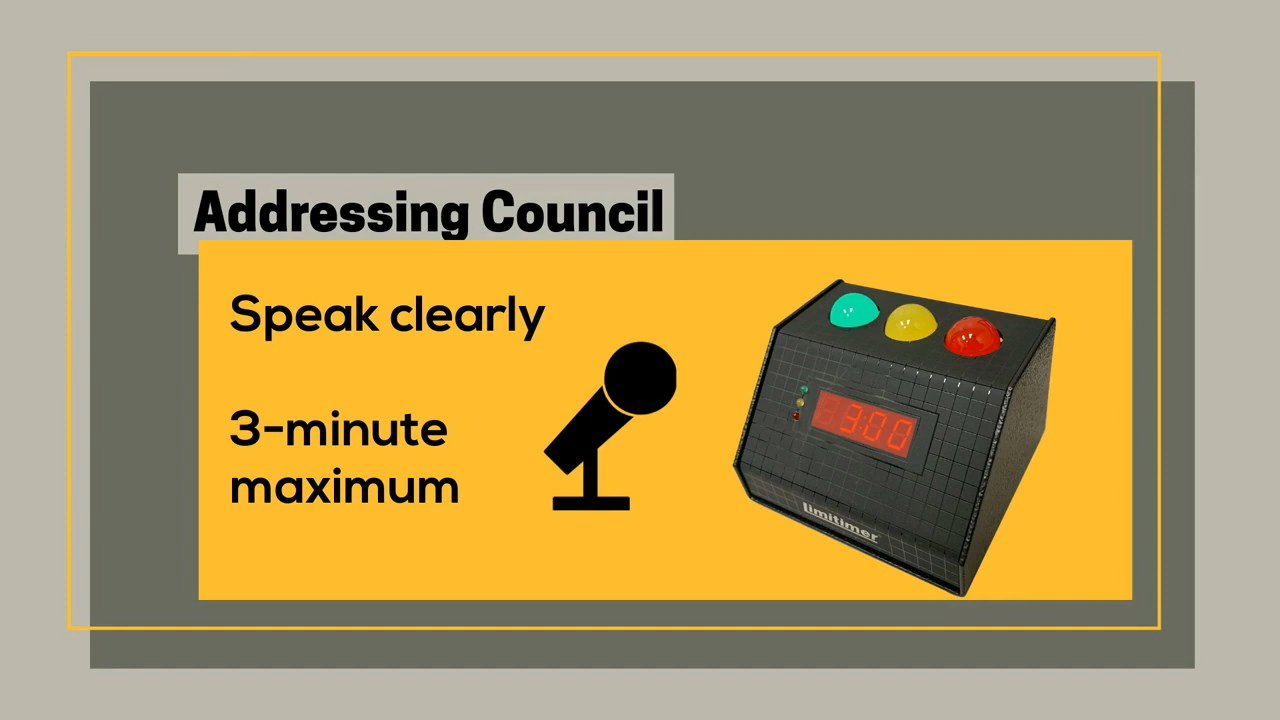 Addressing Council
Speak clearly
3-minute
maximum
3:00
limitimer